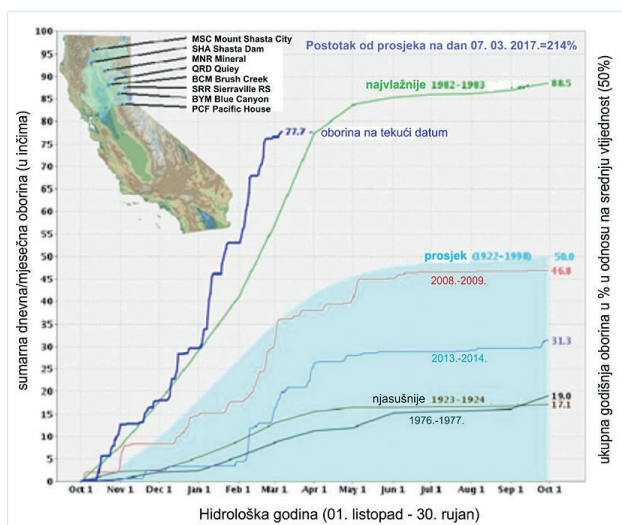 MSC Mount Shasta City
SHA Shasta Dam
MNR Mineral
QRD Quiey
BCM Brush Creek
SRR Sierraville RS
BYM Blue Canyon
PCF Pacific House
Postotak od prosjeka na dan 07. 03. 2017.=214%
najvlažnije 1982-1983
88.5
77.7
oborina na tekući datum
prosjek (1922-1998)
50.0
46.8
2008.-2009.
2013.-2014.
31.3
njasušnije 1923-1924
19.0
17.1
1976.-1977.
sumarna dnevna/mjesečna oborina (u inčima)
100
95
90
85
80
75
70
65
60
55
50
45
40
35
30
25
20
15
10
5
0
Oct 1 Nov 1 Dec 1 Jan 1 Feb 1 Mar 1 Apr 1 May 1 Jun 1 Jul 1 Aug 1 Sep 1 Oct 1
Hidrološka godina (01. listopad - 30. rujan)
ukupna godišnja oborina u % u odnosu na srednju vtijednost (50%)